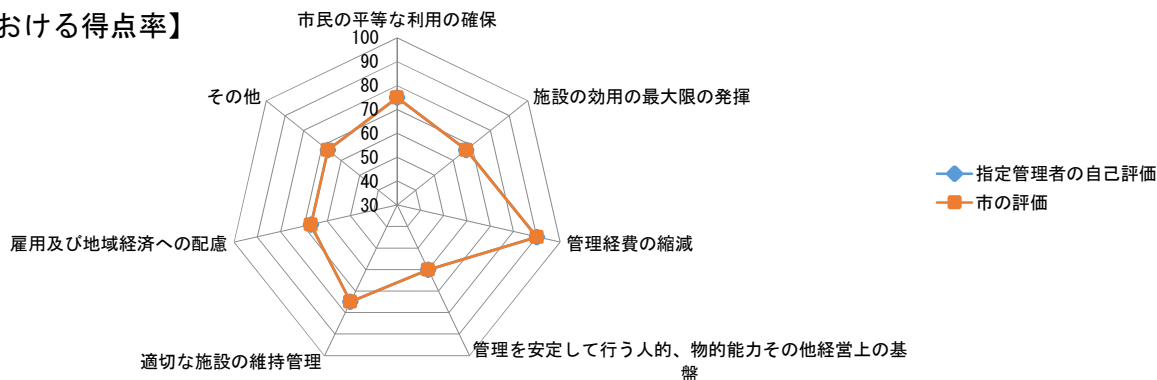 おける得点率】
市民の平等な利用の確保
100
90
80
70
60
50
40
30
施設の効用の最大限の発揮
管理経費の縮減
管理を安定して行う人的、物的能力その他経営上の基
盤
適切な施設の維持管理
雇用及び地域経済への配慮
その他
指定管理者の自己評価
市の評価